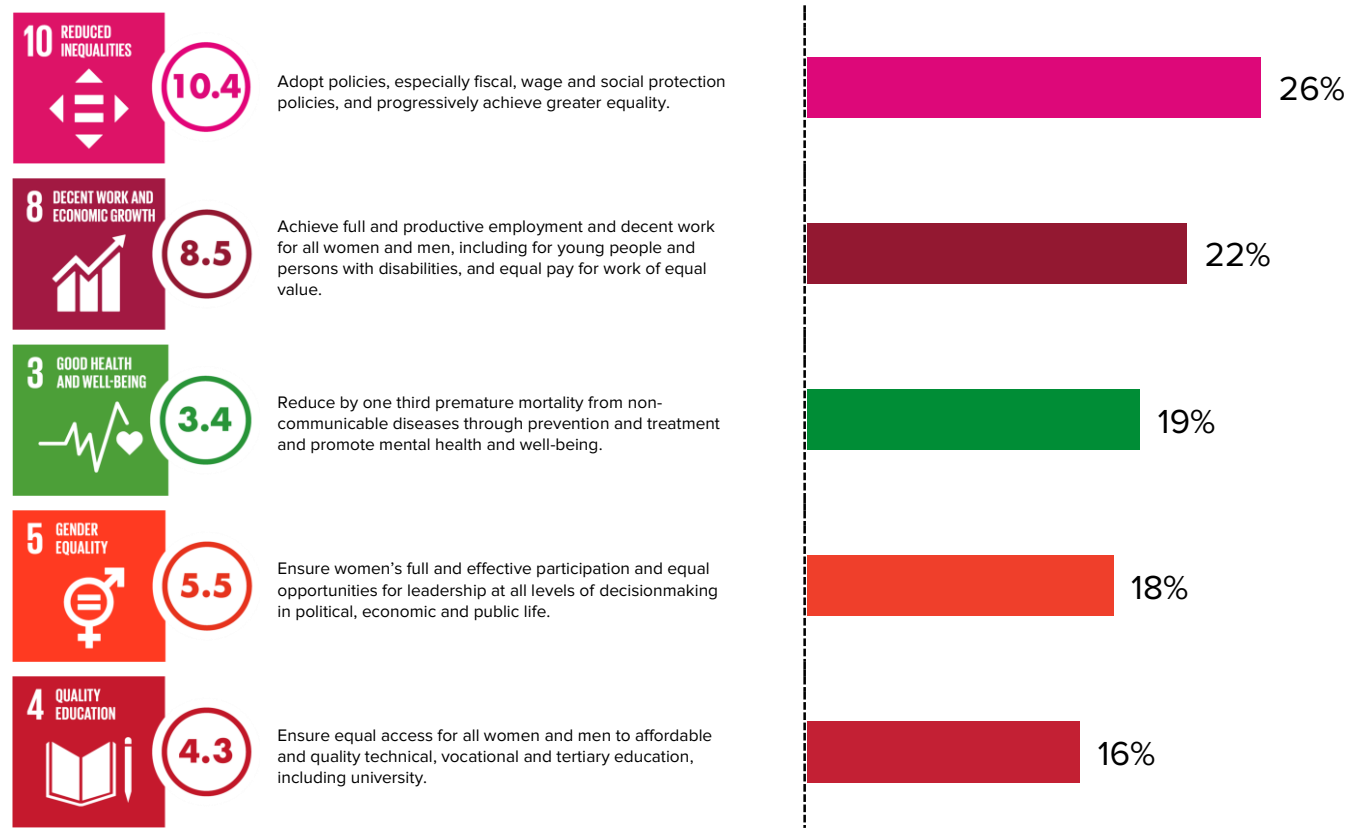 10 REDUCED
INEQUALITIES
10.4
Adopt policies, especially fiscal, wage and social protection
policies, and progressively achieve greater equality.
26%
8 DECENT WORK AND
ECONOMIC GROWTH
8.5
Achieve full and productive employment and decent work
for all women and men, including for young people and
persons with disabilities, and equal pay for work of equal
value.
22%
3 GOOD HEALTH
AND WELL-BEING
3.4
Reduce by one third premature mortality from non-
communicable diseases through prevention and treatment
and promote mental health and well-being.
19%
5 GENDER
EQUALITY
5.5
Ensure women’s full and effective participation and equal
opportunities for leadership at all levels of decisionmaking
in political, economic and public life.
18%
4 QUALITY
EDUCATION
4.3
Ensure equal access for all women and men to affordable
and quality technical, vocational and tertiary education,
including university.
16%